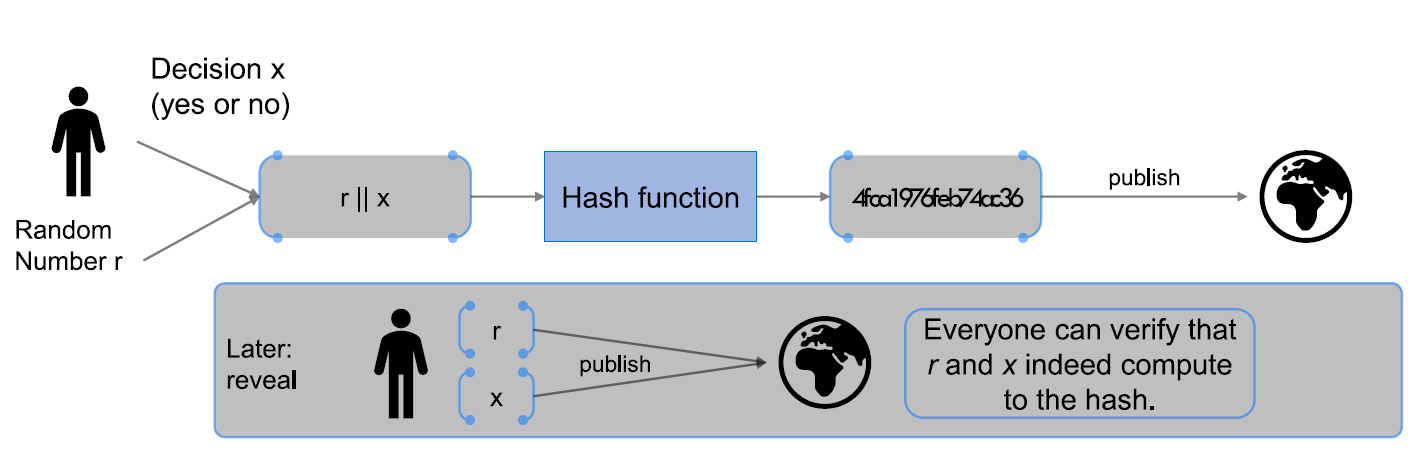 Decision x
(yes or no)
Random
Number r
r || x
Hash function
4fca1976feb74cc36
publish
Later:
reveal
r
x
publish
Everyone can verify that
r and x indeed compute
to the hash.